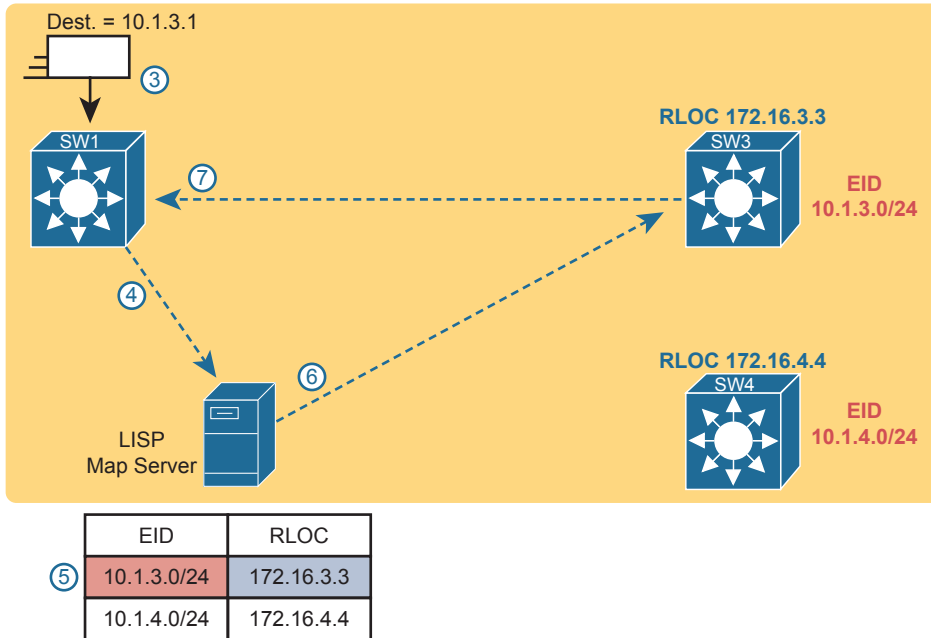 Dest. = 10.1.3.1
3
SW1
RLOC 172.16.3.3
SW3
EID
10.1.3.0/24
7
4
6
RLOC 172.16.4.4
SW4
EID
10.1.4.0/24
LISP
Map Server
EID RLOC
5 10.1.3.0/24 172.16.3.3
10.1.4.0/24 172.16.4.4